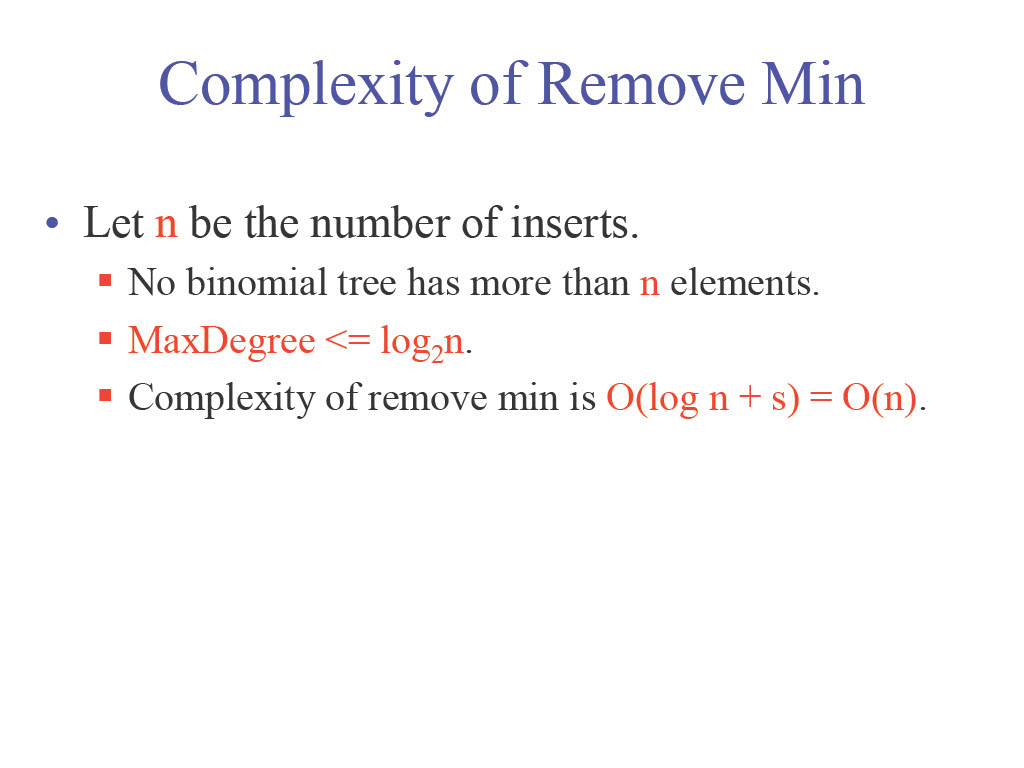 Complexity of Remove Min
• Let n be the number of inserts.
▪ No binomial tree has more than n elements.
▪ MaxDegree <= log₂n.
▪ Complexity of remove min is O(log n + s) = O(n).